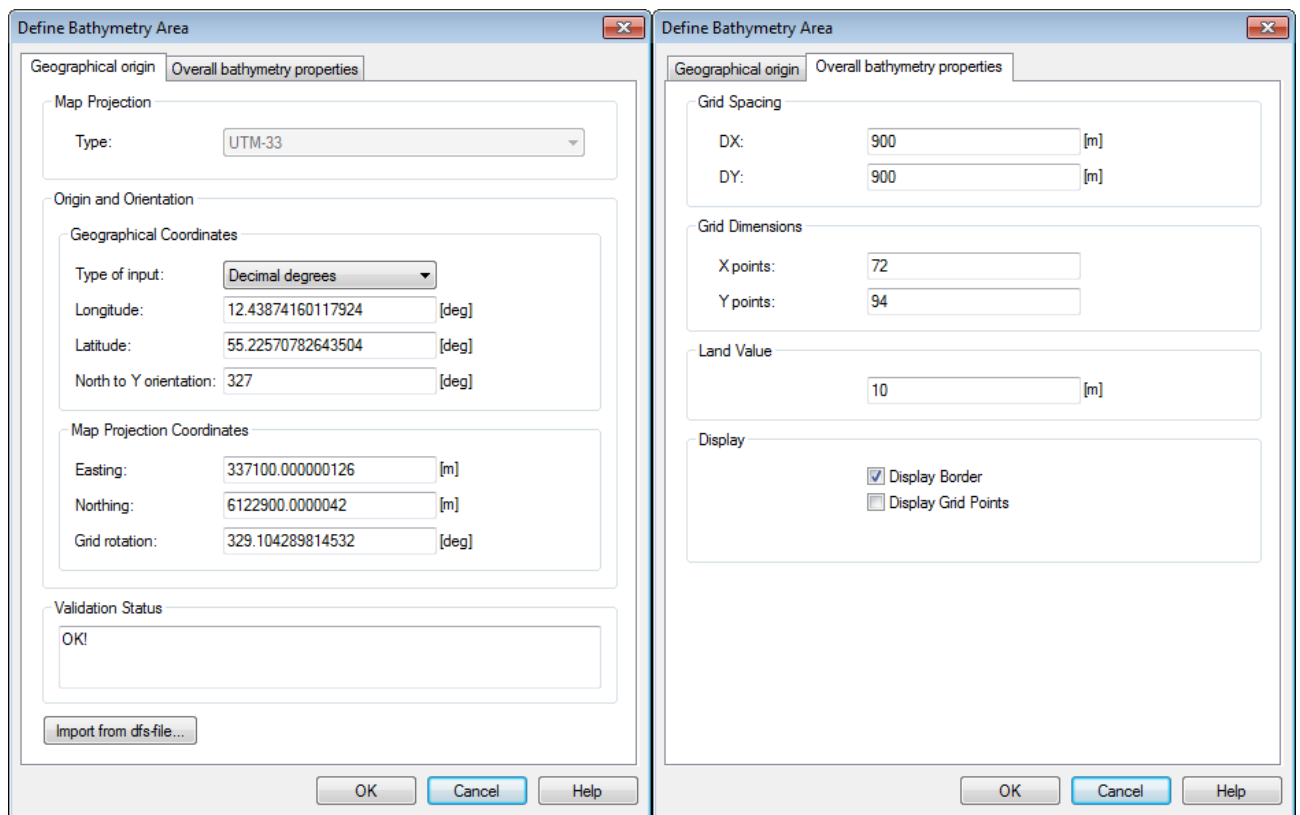 Define Bathymetry Area
Geographical origin Overall bathymetry properties
Map Projection
Type: UTM-33
Origin and Orientation
Geographical Coordinates
Type of input: Decimal degrees
Longitude: 12.43874160117924 [deg]
Latitude: 55.22570782643504 [deg]
North to Y orientation: 327 [deg]
Map Projection Coordinates
Easting: 337100.000000126 [m]
Northing: 6122900.0000042 [m]
Grid rotation: 329.104289814532 [deg]
Validation Status
OK!
Import from dfs-file...
OK Cancel Help
Define Bathymetry Area
Geographical origin Overall bathymetry properties
Grid Spacing
DX: 900 [m]
DY: 900 [m]
Grid Dimensions
X points: 72
Y points: 94
Land Value
10 [m]
Display
Display Border
Display Grid Points
OK Cancel Help